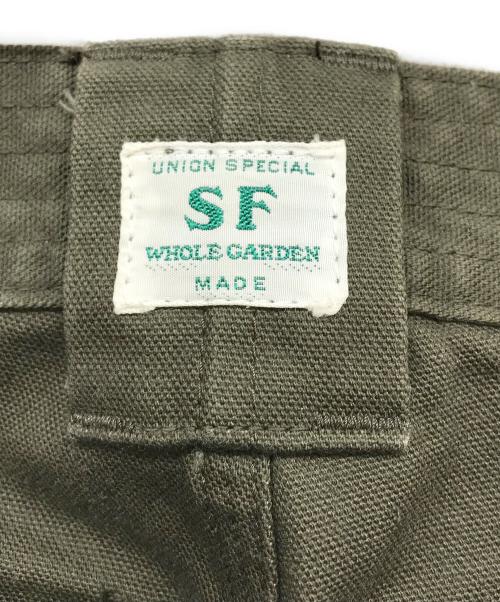 UNION SPECIAL
SF
WHOLE GARDEN
MADE